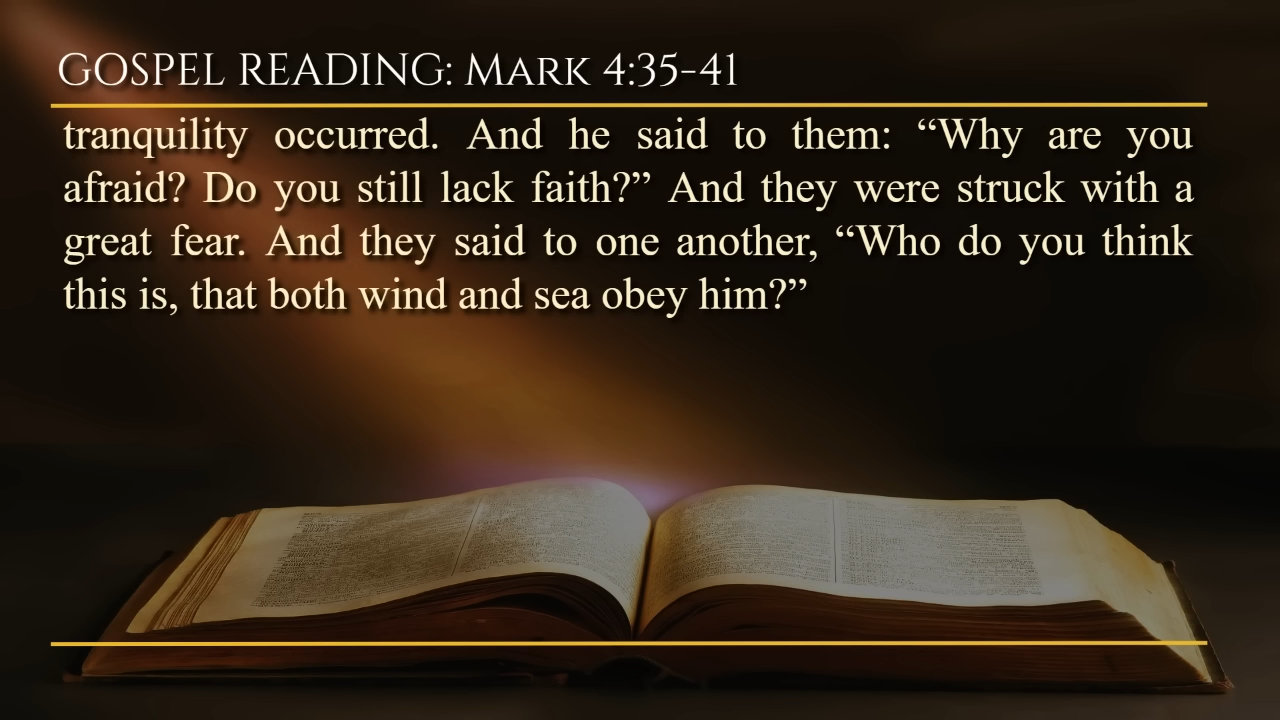 GOSPEL READING: MARK 4:35-41
tranquility occurred. And he said to them: “Why are you
afraid? Do you still lack faith?” And they were struck with a
great fear. And they said to one another, “Who do you think
this is, that both wind and sea obey him?”